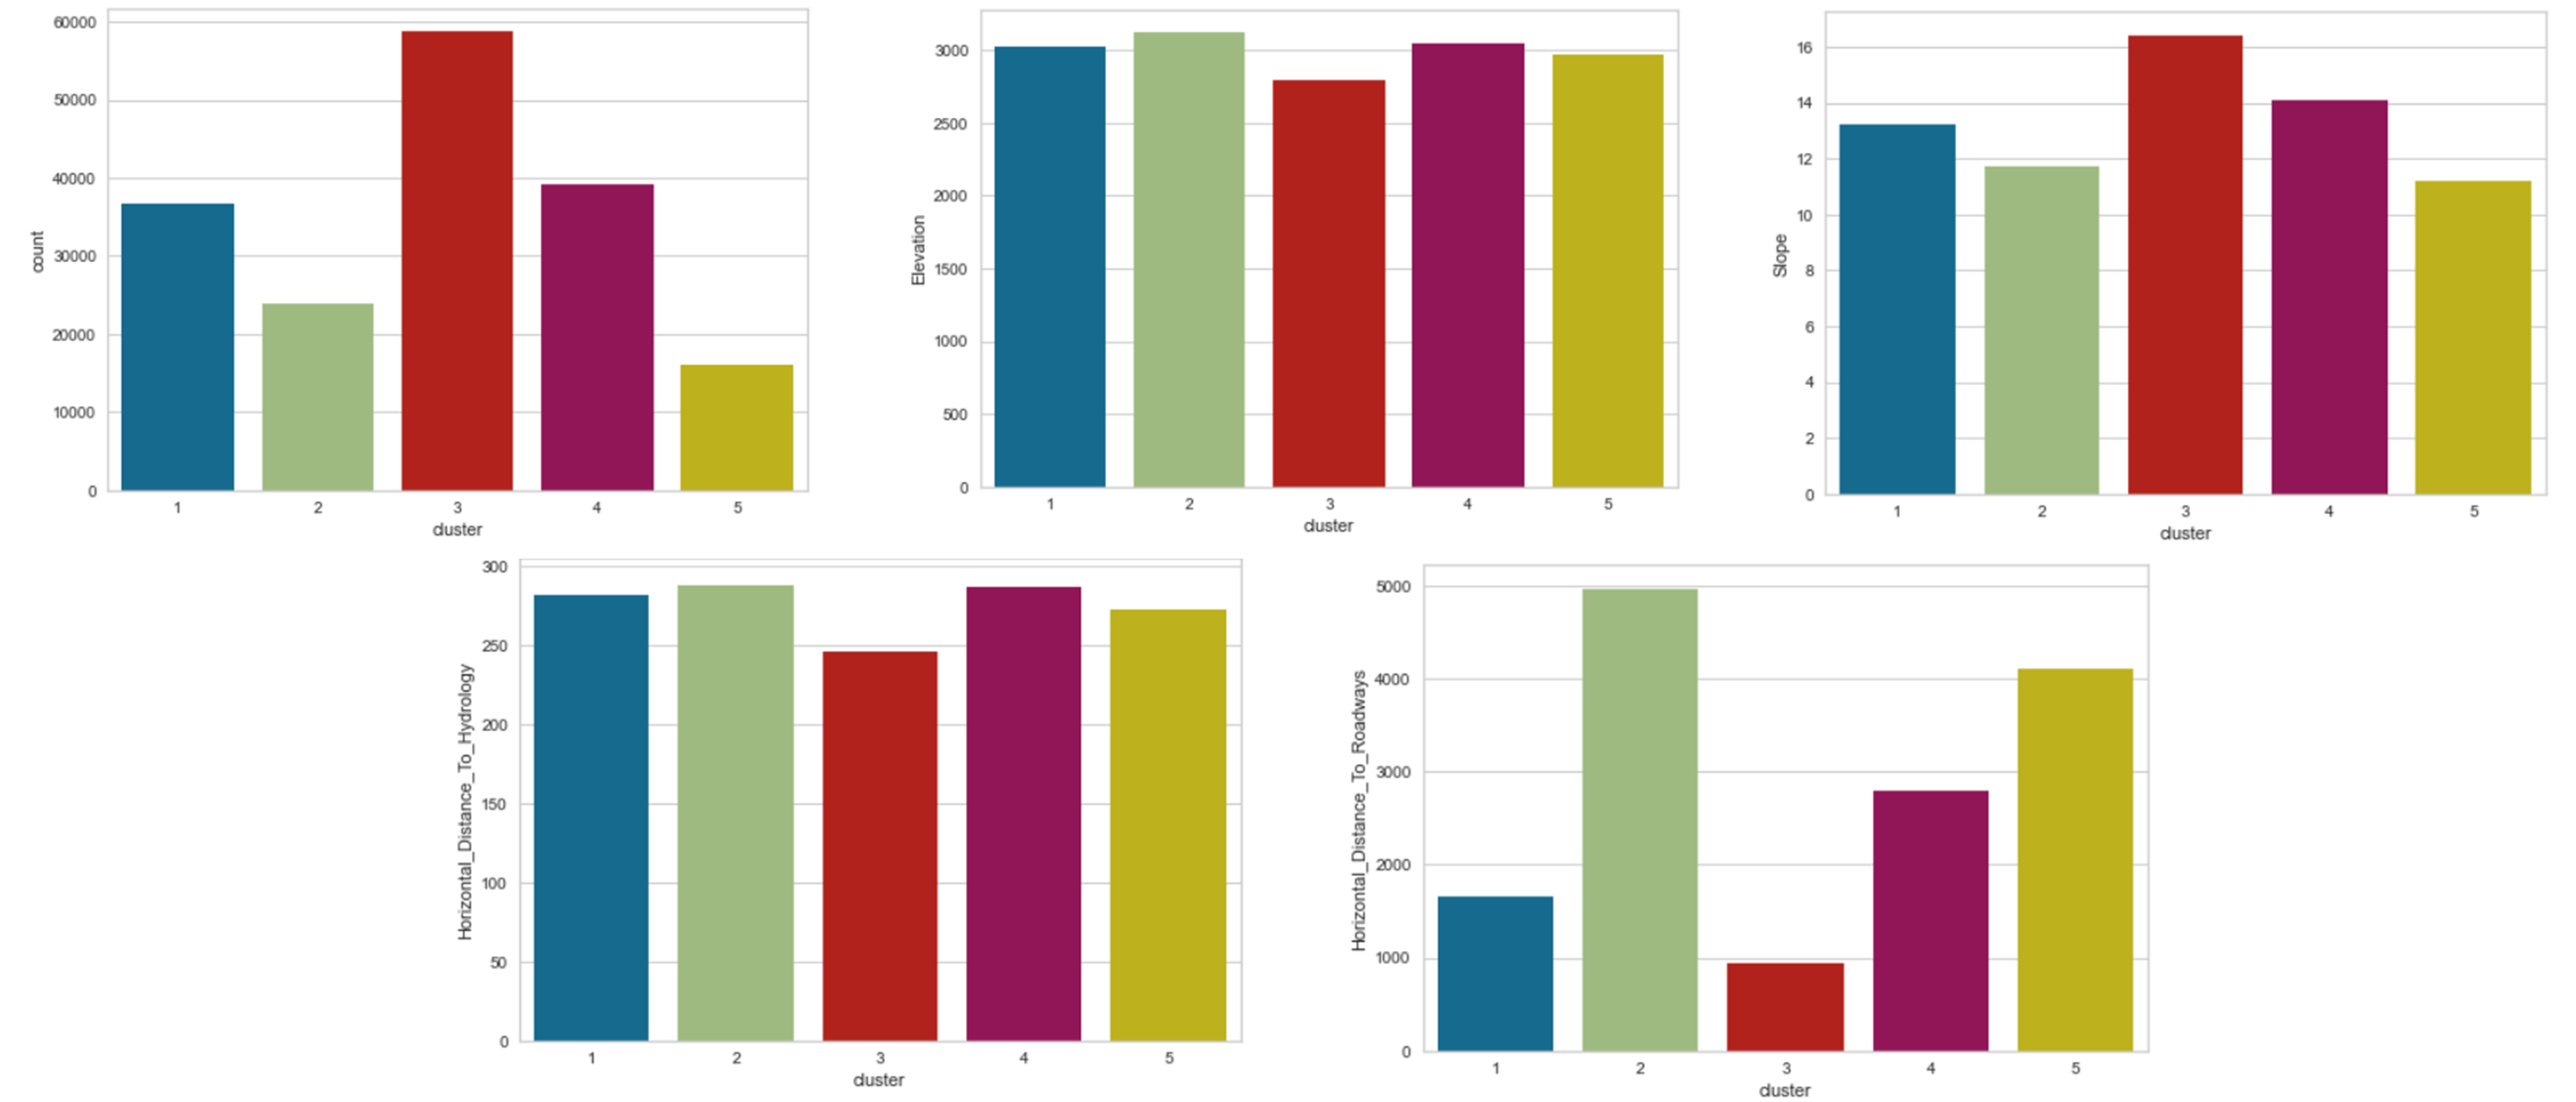 60000
50000
40000
30000
20000
10000
0
count
1 2 3 4 5
cluster
3000
2500
2000
1500
1000
500
0
Elevation
1 2 3 4 5
cluster
16
14
12
10
8
6
4
2
0
Slope
1 2 3 4 5
cluster
300
250
200
150
100
50
0
Horizontal_Distance_To_Hydrology
1 2 3 4 5
cluster
5000
4000
3000
2000
1000
0
Horizontal_Distance_To_Roadways
1 2 3 4 5
cluster